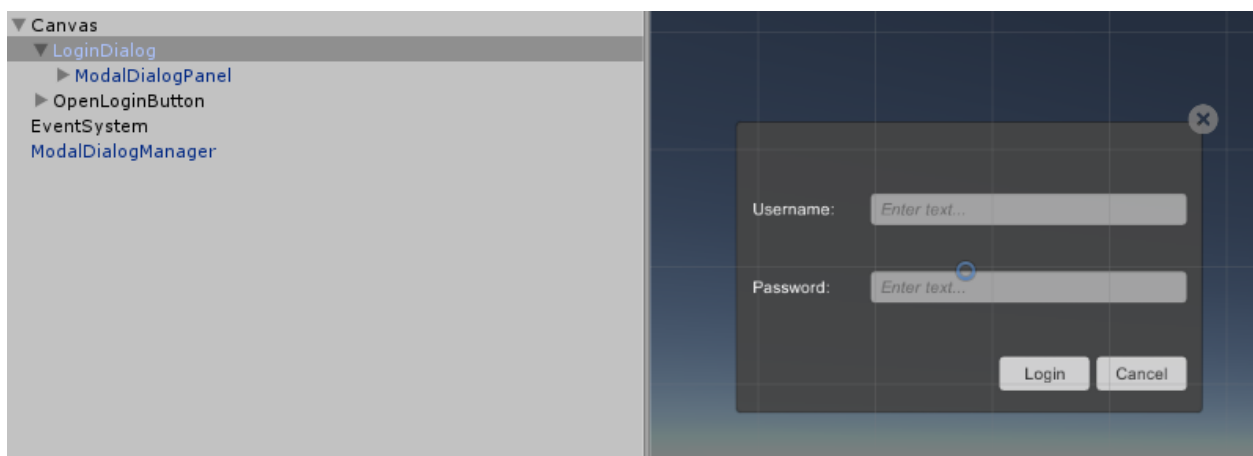 Canvas
LoginDialog
ModalDialogPanel
OpenLoginButton
EventSystem
ModalDialogManager
Username: Enter text...
Password: Enter text...
Login Cancel